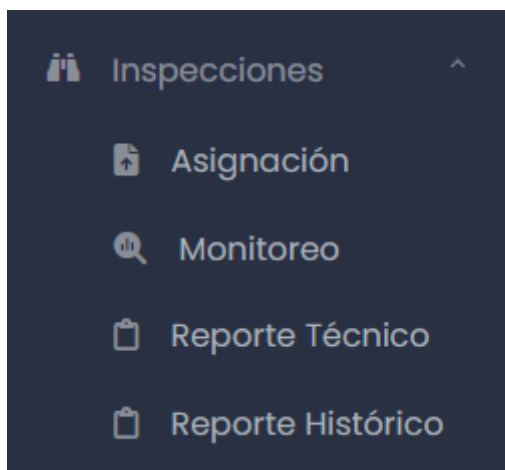 Inspecciones
Asignación
Monitoreo
Reporte Técnico
Reporte Histórico